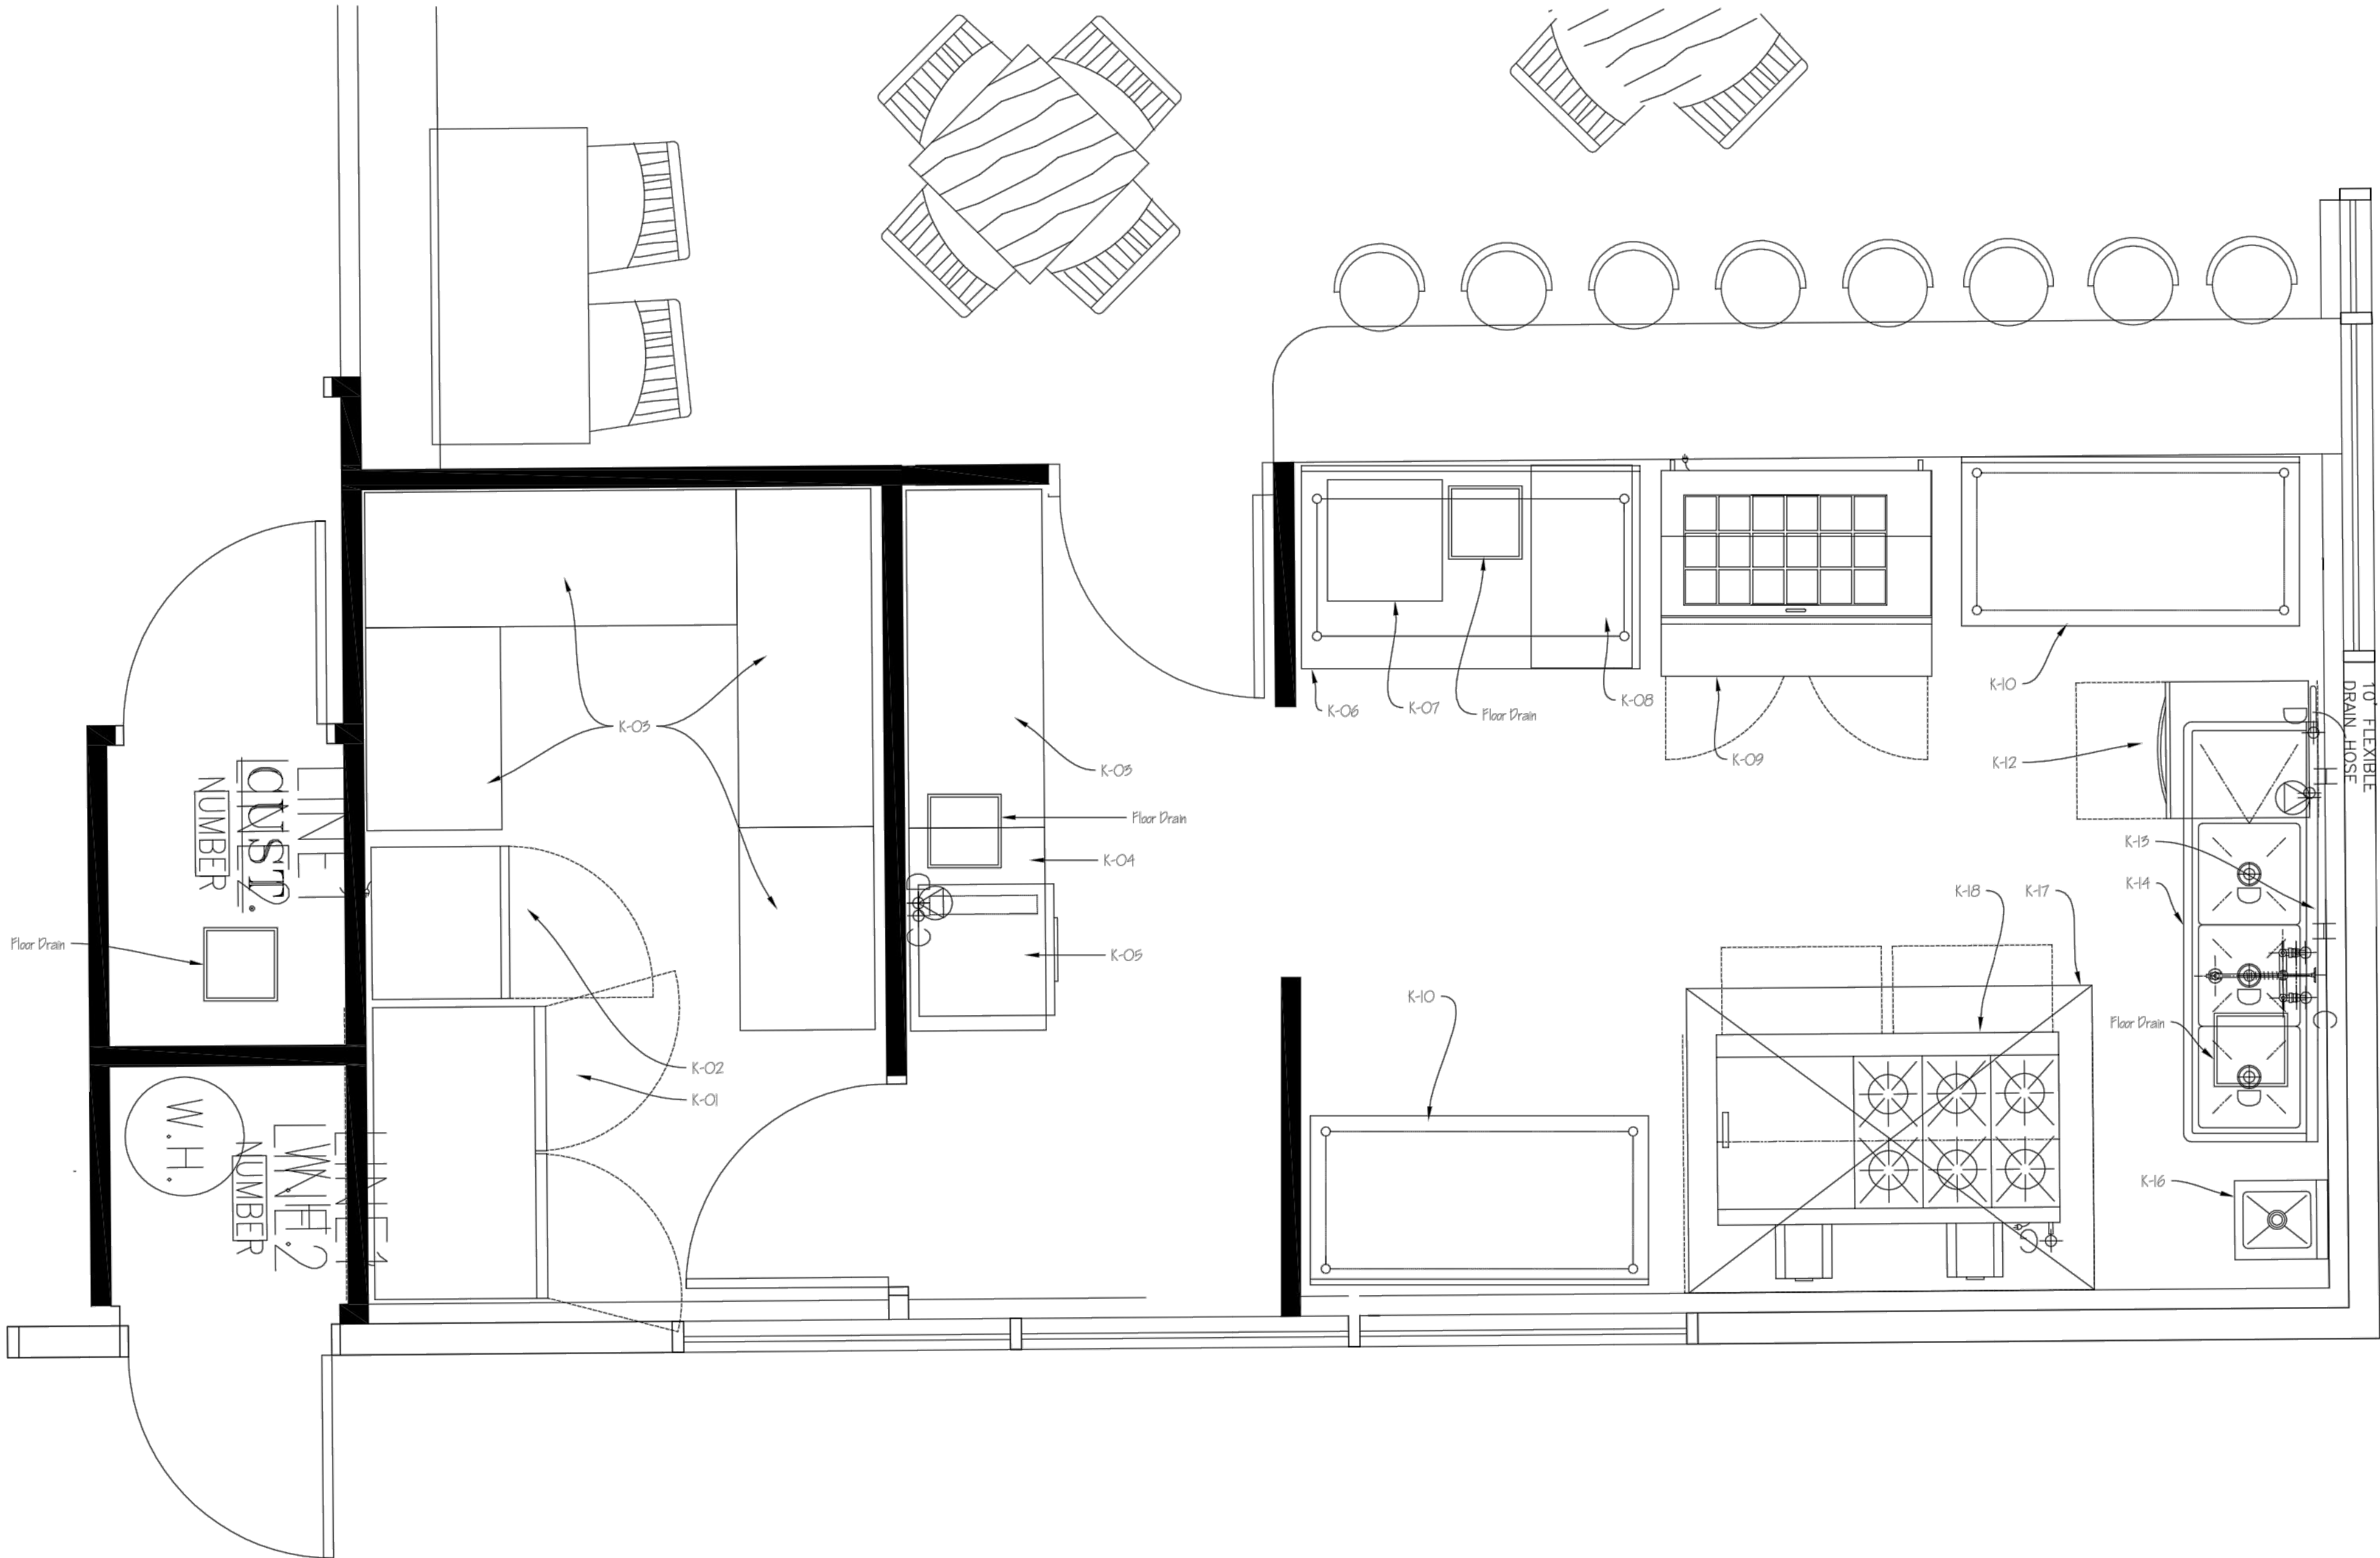 K-03
K-03
Floor Drain
K-04
K-05
K-02
K-01
Floor Drain
NUMBER
W.H.
NUMBER
K-06
K-07
Floor Drain
K-08
K-09
K-10
K-12
10' FLEXIBLE
DRAIN HOSE
K-13
K-14
K-18
K-17
K-10
Floor Drain
K-16
H
H
C
C
C
G